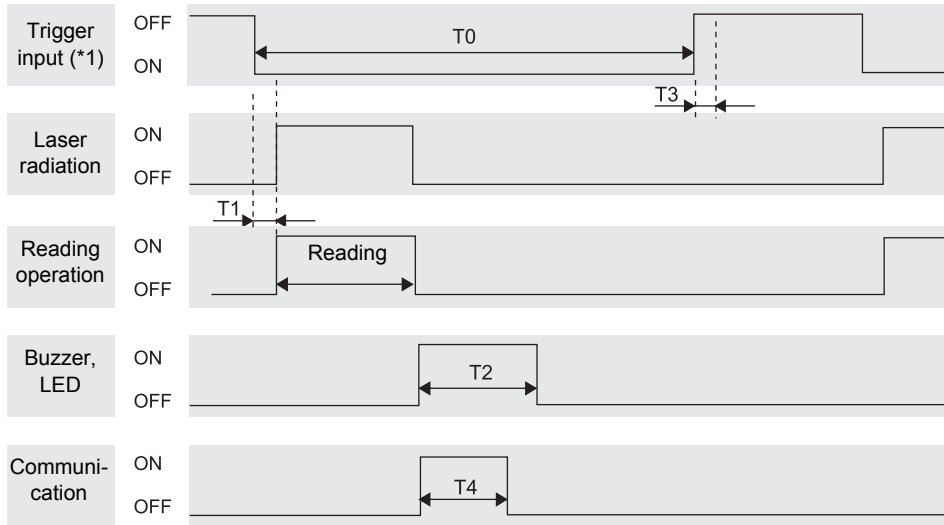 Trigger
input (*1)
OFF
ON
T0
T3
Laser
radiation
ON
OFF
T1
Reading
operation
ON
OFF
Reading
Buzzer,
LED
ON
OFF
T2
Communi-
cation
ON
OFF
T4